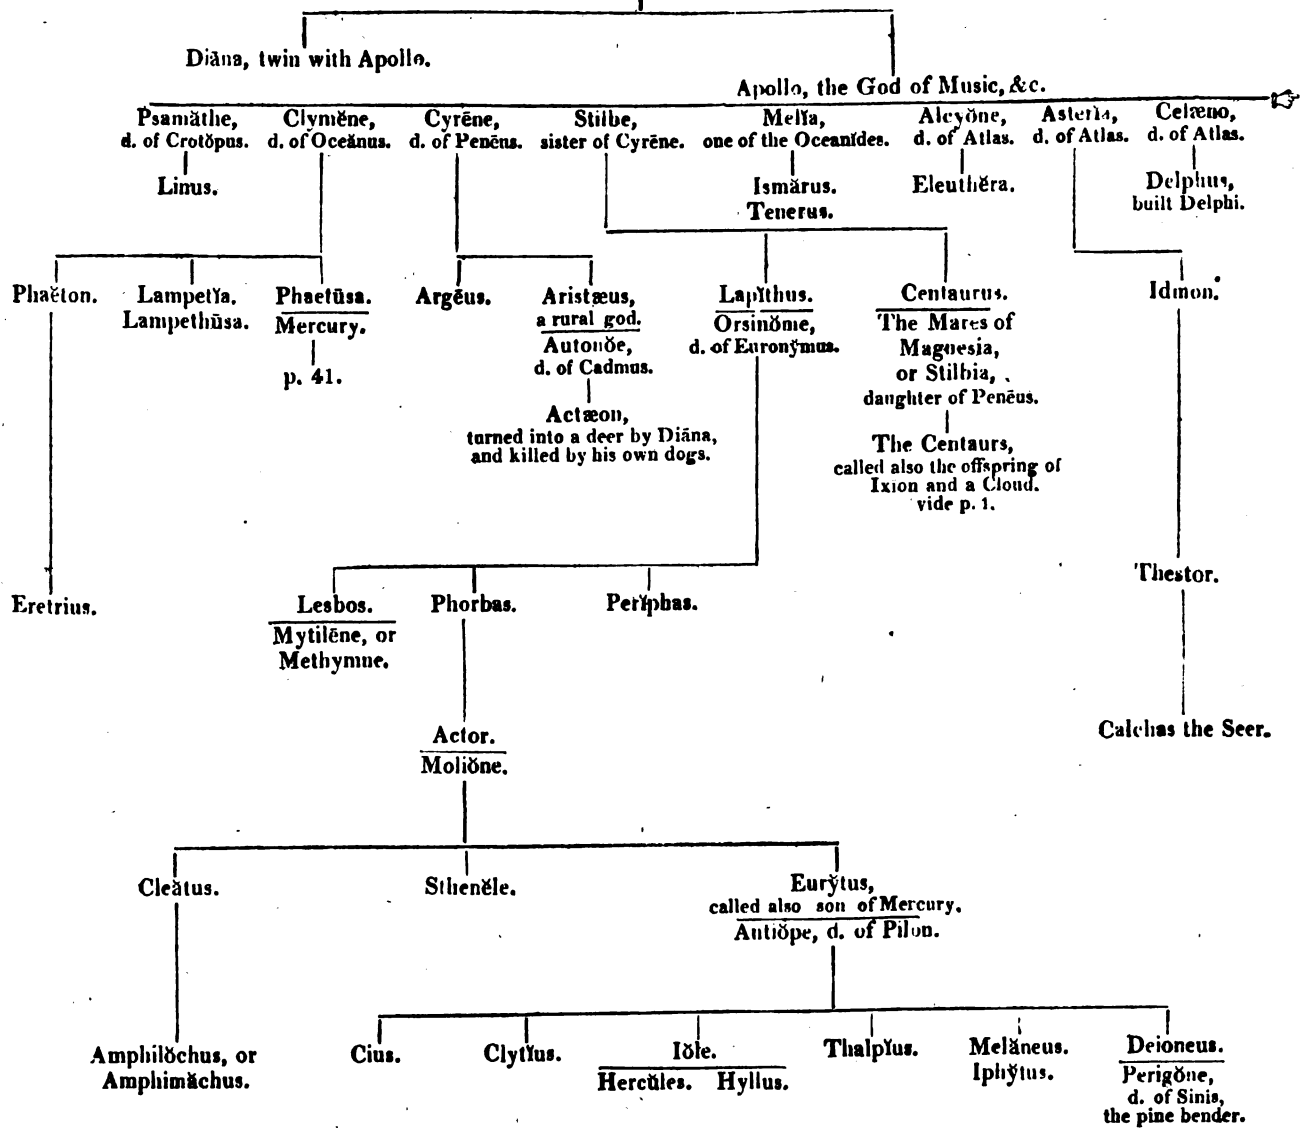 Diāna, twin with Apollo.
Apollo, the God of Music, &c.
Psamăthe,
d. of Crotŏpus.
Linus.
Clymĕne,
d. of Oceănus.
Cyrēne,
d. of Penēus.
Stilbe,
sister of Cyrēne.
Melĭa,
one of the Oceanĭdes.
Ismărus.
Tenerus.
Alcyŏne,
d. of Atlas.
Eleuthĕra.
Asterĭa,
d. of Atlas.
Celæno,
d. of Atlas.
Delphus,
built Delphi.
Phaĕton.
Lampetĭa.
Lampethūsa.
Phaetūsa.
Mercury.
p. 41.
Argēus.
Aristæus,
a rural god.
Autonŏe,
d. of Cadmus.
Actæon,
turned into a deer by Diāna,
and killed by his own dogs.
Lapĭthus.
Orsinŏme,
d. of Euronўmus.
Centaurus.
The Mares of
Magnesia,
or Stilbia,
daughter of Penēus.
The Centaurs,
called also the offspring of
Ixion and a Cloud.
vide p. 1.
Idmon.
Eretrius.
Lesbos.
Mytilēne, or
Methymne.
Phorbas.
Perĭphas.
Thestor.
Actor.
Moliŏne.
Calchas the Seer.
Cleătus.
Sthenĕle.
Eurўtus,
called also son of Mercury.
Antiŏpe, d. of Pilon.
Amphilŏchus, or
Amphimăchus.
Cius.
Clytĭus.
Iŏle.
Hercŭles. Hyllus.
Thalpĭus.
Melăneus.
Iphўtus.
Deioneus.
Perigŏne,
d. of Sinis,
the pine bender.